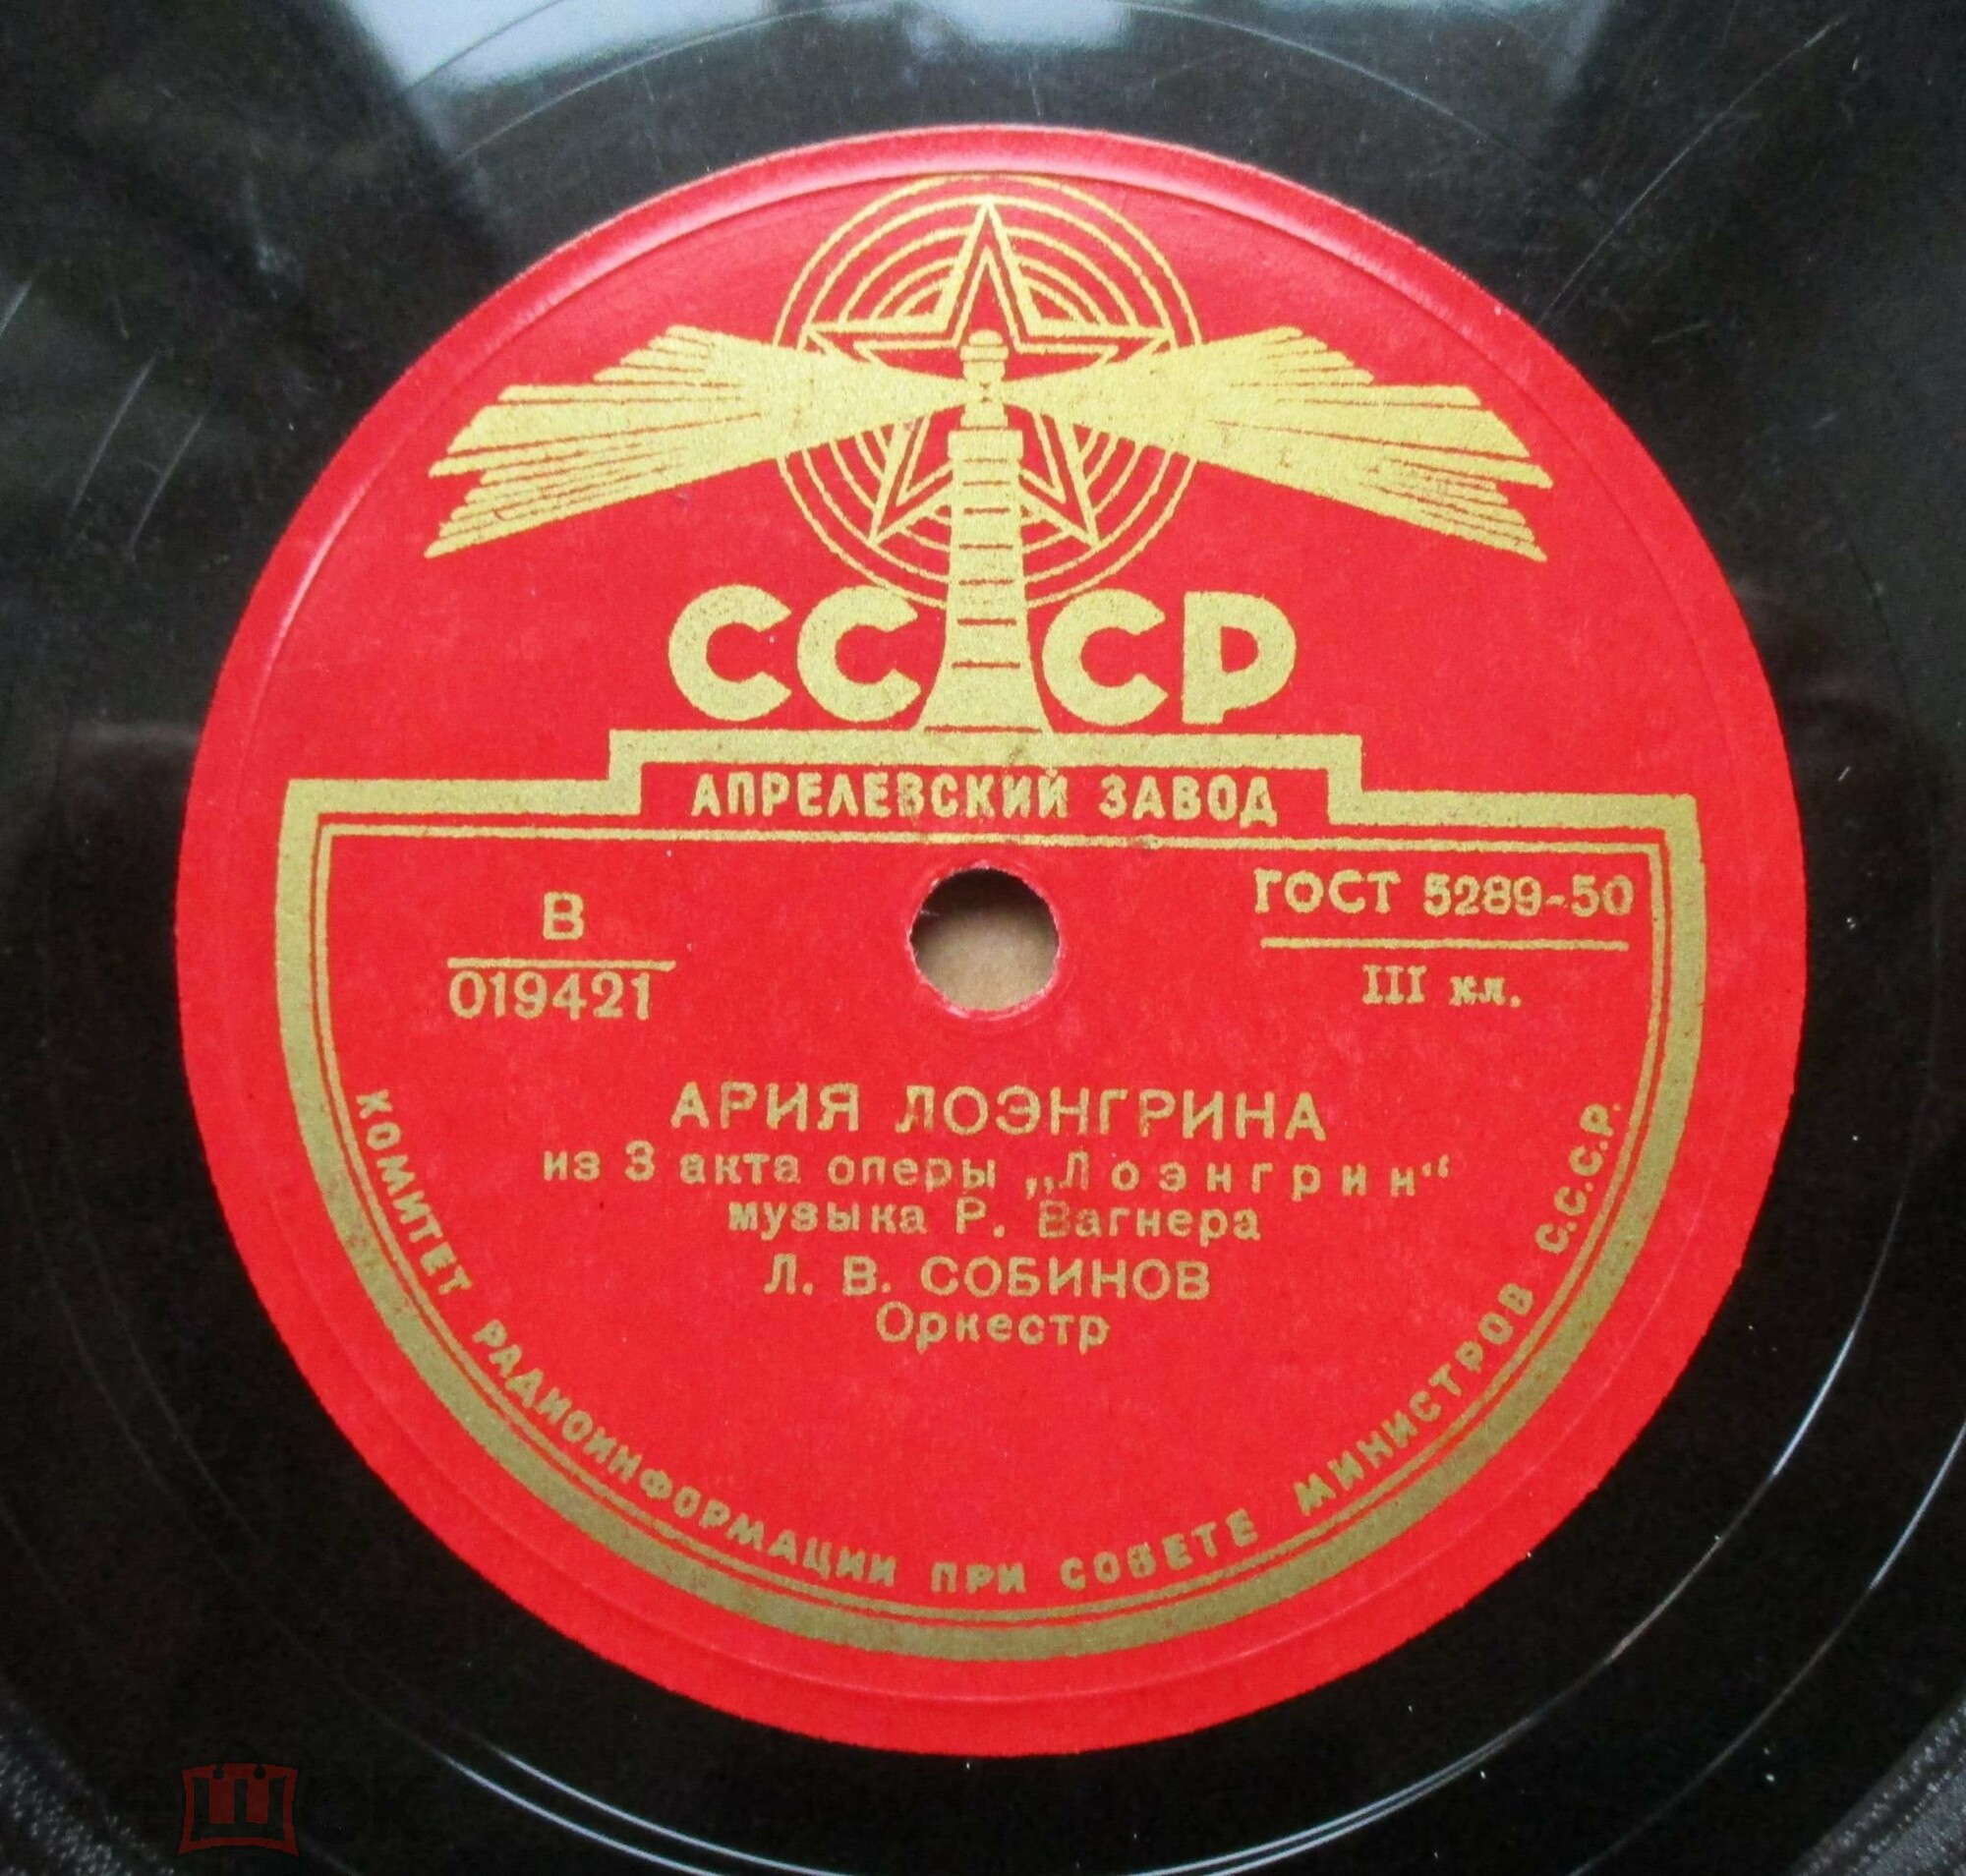 СССР
АПРЕЛЕВСКИЙ ЗАВОД
В
019421
ГОСТ 5289-50
III кл.
АРИЯ ЛОЭНГРИНА
из 3 акта оперы „Лоэнгрин“
музыка Р. Вагнера
Л. В. СОБИНОВ
Оркестр
КОМИТЕТ РАДИОИНФОРМАЦИИ ПРИ СОВЕТЕ МИНИСТРОВ С.С.С.Р.